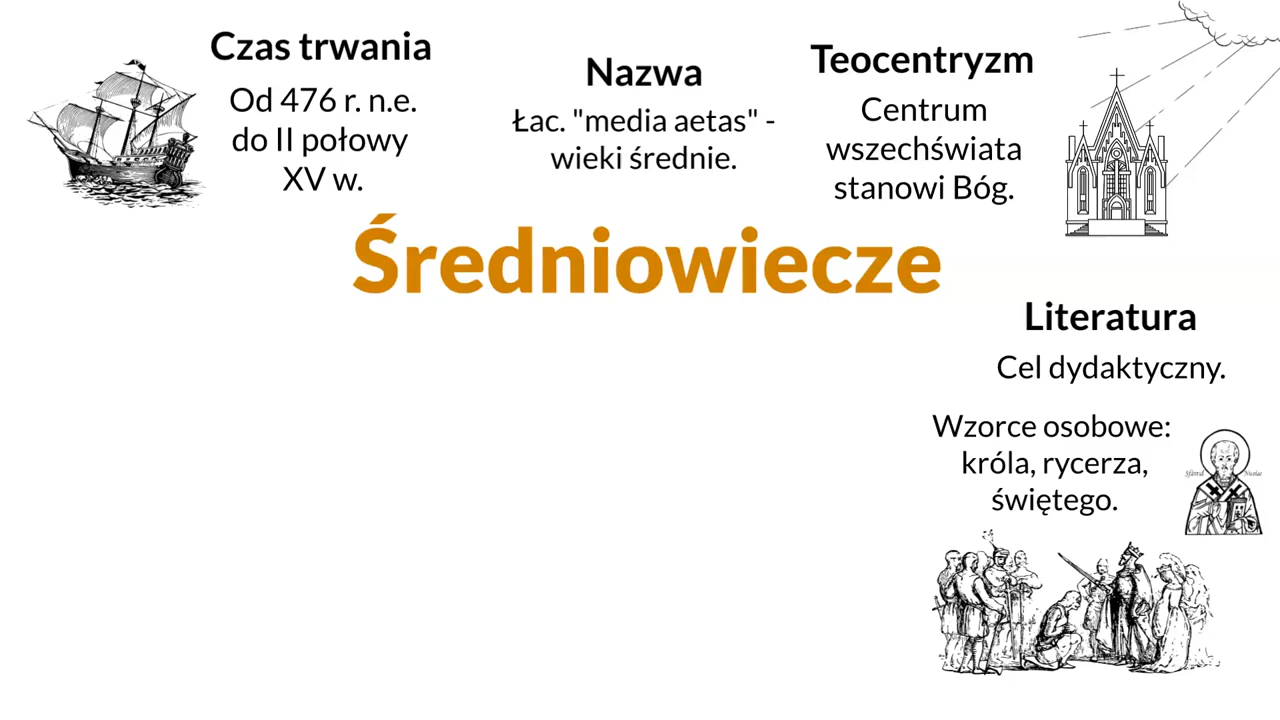 Czas trwania
Od 476 r. n.e.
do II połowy
XV w.
Nazwa
Łac. "media aetas" -
wieki średnie.
Teocentryzm
Centrum
wszechświata
stanowi Bóg.
Średniowiecze
Literatura
Cel dydaktyczny.
Wzorce osobowe:
króla, rycerza,
świętego.